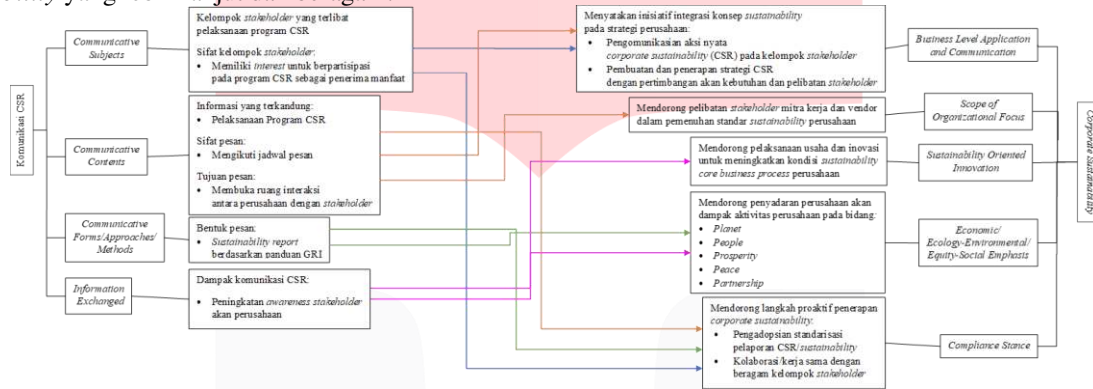 Komunikasi CSR
Communicative
Subjects
Communicative
Contents
Communicative
Forms/Approaches/
Methods
Information
Exchanged
Kelompok stakeholder yang terlibat
pelaksanaan program CSR
Sifat kelompok stakeholder:
• Memiliki interest untuk berpartisipasi
pada program CSR sebagai penerima manfaat
Informasi yang terkandung:
• Pelaksanaan Program CSR
Sifat pesan:
• Mengikuti jadwal pesan
Tujuan pesan:
• Membuka ruang interaksi
antara perusahaan dengan stakeholder
Bentuk pesan:
• Sustainability report
berdasarkan panduan GRI
Dampak komunikasi CSR:
• Peningkatan awareness stakeholder
akan perusahaan
Menyatakan inisiatif integrasi konsep sustainability
pada strategi perusahaan:
• Pengomunikasian aksi nyata
corporate sustainability (CSR) pada kelompok stakeholder
• Pembuatan dan penerapan strategi CSR
dengan pertimbangan akan kebutuhan dan pelibatan stakeholder
Mendorong pelibatan stakeholder mitra kerja dan vendor
dalam pemenuhan standar sustainability perusahaan
Mendorong pelaksanaan usaha dan inovasi
untuk meningkatkan kondisi sustainability
core business process perusahaan
Mendorong penyadaran perusahaan akan
dampak aktivitas perusahaan pada bidang:
• Planet
• People
• Prosperity
• Peace
• Partnership
Mendorong langkah proaktif penerapan
corporate sustainability:
• Pengadopsian standarisasi
pelaporan CSR/sustainability
• Kolaborasi/kerja sama dengan
beragam kelompok stakeholder
Business Level Application
and Communication
Scope of
Organizational Focus
Sustainability Oriented
Innovation
Economic/
Ecology-Environmental/
Equity-Social Emphasis
Compliance Stance
Corporate Sustainability